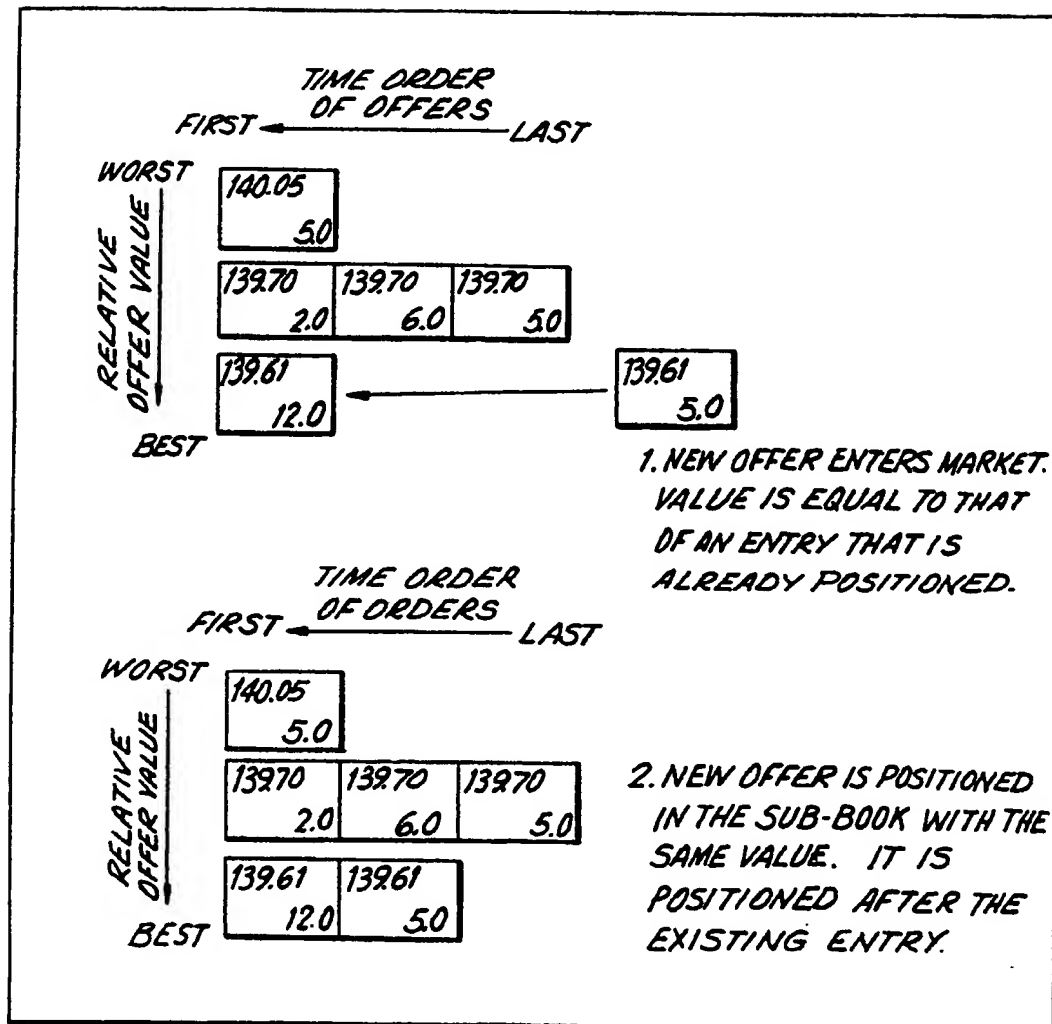 TIME ORDER
OF OFFERS
FIRST LAST
WORST
RELATIVE
OFFER VALUE
BEST
140.05
5.0
139.70 139.70 139.70
2.0 6.0 5.0
139.61 139.61
12.0 5.0
1. NEW OFFER ENTERS MARKET.
VALUE IS EQUAL TO THAT
OF AN ENTRY THAT IS
ALREADY POSITIONED.
TIME ORDER
OF ORDERS
FIRST LAST
WORST
RELATIVE
OFFER VALUE
BEST
140.05
5.0
139.70 139.70 139.70
2.0 6.0 5.0
139.61 139.61
12.0 5.0
2. NEW OFFER IS POSITIONED
IN THE SUB-BOOK WITH THE
SAME VALUE. IT IS
POSITIONED AFTER THE
EXISTING ENTRY.